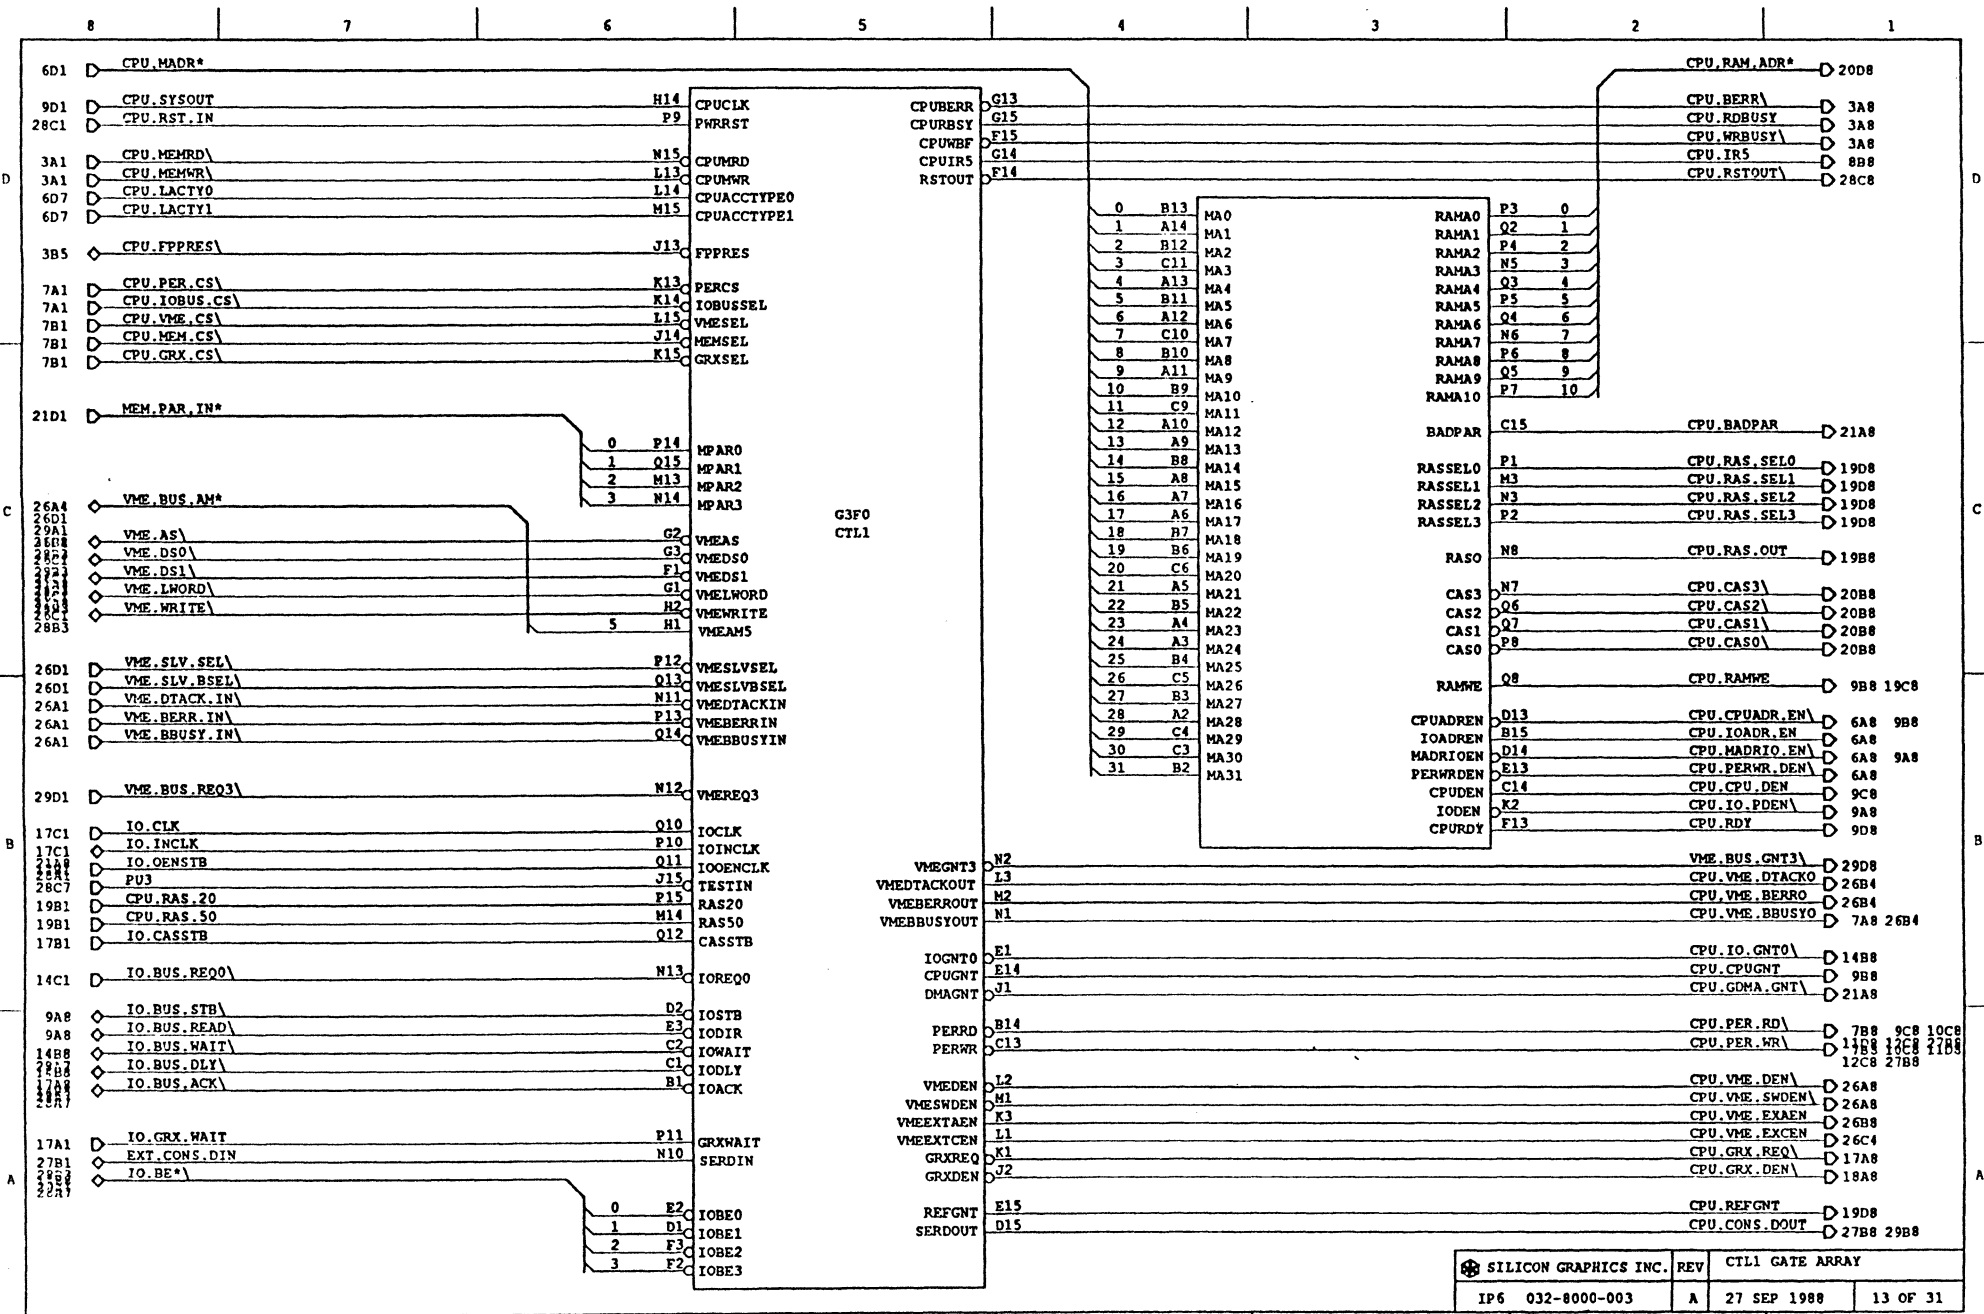 8 7 6 5 4 3 2 1
6D1 CPU.MADR*
CPU.RAM.ADR* 20D8
9D1 CPU.SYSOUT H14 CPUCLK
28C1 CPU.RST.IN P9 PWRRST
3A1 CPU.MEMRD\ N15 CPUMRD
3A1 CPU.MEMWR\ L13 CPUMWR
6D7 CPU.LACTY0 L14 CPUACCTYPE0
6D7 CPU.LACTY1 M15 CPUACCTYPE1
3B5 CPU.FPPRES\ J13 FPPRES
7A1 CPU.PER.CS\ K13 PERCS
7A1 CPU.IOBUS.CS\ K14 IOBUSSEL
7B1 CPU.VME.CS\ L15 VMESEL
7B1 CPU.MEM.CS\ J14 MEMSEL
7B1 CPU.GRX.CS\ K15 GRXSEL
21D1 MEM.PAR.IN*
0 P14 MPAR0
1 Q15 MPAR1
2 M13 MPAR2
3 N14 MPAR3
26A4 VME.BUS.AM*
26D1
29A1
VME.AS\ G2 VMEAS
VME.DS0\ G3 VMEDS0
VME.DS1\ F1 VMEDS1
VME.LWORD\ G1 VMELWORD
VME.WRITE\ H2 VMEWRITE
28B3
5 H1 VMEAM5
26D1 VME.SLV.SEL\ P12 VMESLVSEL
26D1 VME.SLV.BSEL\ Q13 VMESLVBSEL
26A1 VME.DTACK.IN\ N11 VMEDTACKIN
26A1 VME.BERR.IN\ P13 VMEBERRIN
26A1 VME.BBUSY.IN\ Q14 VMEBBUSYIN
29D1 VME.BUS.REQ3\ N12 VMEREQ3
17C1 IO.CLK Q10 IOCLK
17C1 IO.INCLK P10 IOINCLK
IO.OENSTB Q11 IOOENCLK
28C7 PU3 J15 TESTIN
19B1 CPU.RAS.20 P15 RAS20
19B1 CPU.RAS.50 M14 RAS50
17B1 IO.CASSTB Q12 CASSTB
14C1 IO.BUS.REQ0\ N13 IOREQ0
9A8 IO.BUS.STB\ D2 IOSTB
9A8 IO.BUS.READ\ E3 IODIR
14B8 IO.BUS.WAIT\ C2 IOWAIT
IO.BUS.DLY\ C1 IODLY
IO.BUS.ACK\ B1 IOACK
17A1 IO.GRX.WAIT P11 GRXWAIT
27B1 EXT.CONS.DIN N10 SERDIN
IO.BE*\
0 E2 IOBE0
1 D1 IOBE1
2 F3 IOBE2
3 F2 IOBE3
G3F0
CTL1
CPUBERR G13 CPU.BERR\ 3A8
CPURBSY G15 CPU.RDBUSY 3A8
CPUWBF F15 CPU.WRBUSY\ 3A8
CPUIR5 G14 CPU.IR5 8B8
RSTOUT F14 CPU.RSTOUT\ 28C8
0 B13 MA0
1 A14 MA1
2 B12 MA2
3 C11 MA3
4 A13 MA4
5 B11 MA5
6 A12 MA6
7 C10 MA7
8 B10 MA8
9 A11 MA9
10 B9 MA10
11 C9 MA11
12 A10 MA12
13 A9 MA13
14 B8 MA14
15 A8 MA15
16 A7 MA16
17 A6 MA17
18 B7 MA18
19 B6 MA19
20 C6 MA20
21 A5 MA21
22 B5 MA22
23 A4 MA23
24 A3 MA24
25 B4 MA25
26 C5 MA26
27 B3 MA27
28 A2 MA28
29 C4 MA29
30 C3 MA30
31 B2 MA31
RAMA0 P3 0
RAMA1 Q2 1
RAMA2 P4 2
RAMA3 N5 3
RAMA4 Q3 4
RAMA5 P5 5
RAMA6 Q4 6
RAMA7 N6 7
RAMA8 P6 8
RAMA9 Q5 9
RAMA10 P7 10
BADPAR C15 CPU.BADPAR 21A8
RASSEL0 P1 CPU.RAS.SEL0 19D8
RASSEL1 M3 CPU.RAS.SEL1 19D8
RASSEL2 N3 CPU.RAS.SEL2 19D8
RASSEL3 P2 CPU.RAS.SEL3 19D8
RASO N8 CPU.RAS.OUT 19B8
CAS3 N7 CPU.CAS3\ 20B8
CAS2 Q6 CPU.CAS2\ 20B8
CAS1 Q7 CPU.CAS1\ 20B8
CAS0 P8 CPU.CAS0\ 20B8
RAMWE Q8 CPU.RAMWE 9B8 19C8
CPUADREN D13 CPU.CPUADR.EN\ 6A8 9B8
IOADREN B15 CPU.IOADR.EN 6A8
MADRIOEN D14 CPU.MADRIO.EN\ 6A8 9A8
PERWRDEN E13 CPU.PERWR.DEN\ 6A8
CPUDEN C14 CPU.CPU.DEN 9C8
IODEN K2 CPU.IO.PDEN\ 9A8
CPURDY F13 CPU.RDY 9D8
VMEGNT3 N2 VME.BUS.GNT3\ 29D8
VMEDTACKOUT L3 CPU.VME.DTACKO 26B4
VMEBERROUT M2 CPU.VME.BERRO 26B4
VMEBBUSYOUT N1 CPU.VME.BBUSYO 7A8 26B4
IOGNT0 E1 CPU.IO.GNT0\ 14B8
CPUGNT E14 CPU.CPUGNT 9B8
DMAGNT J1 CPU.GDMA.GNT\ 21A8
PERRD B14 CPU.PER.RD\ 7B8 9C8 10C8
PERWR C13 CPU.PER.WR\
12C8 27B8
VMEDEN L2 CPU.VME.DEN\ 26A8
VMESWDEN M1 CPU.VME.SWDEN\ 26A8
VMEEXTAEN K3 CPU.VME.EXAEN 26B8
VMEEXTCEN L1 CPU.VME.EXCEN 26C4
GRXREQ K1 CPU.GRX.REQ\ 17A8
GRXDEN J2 CPU.GRX.DEN\ 18A8
REFGNT E15 CPU.REFGNT 19D8
SERDOUT D15 CPU.CONS.DOUT 27B8 29B8
D D
C C
B B
A A
SILICON GRAPHICS INC. REV CTL1 GATE ARRAY
IP6 032-8000-003 A 27 SEP 1988 13 OF 31